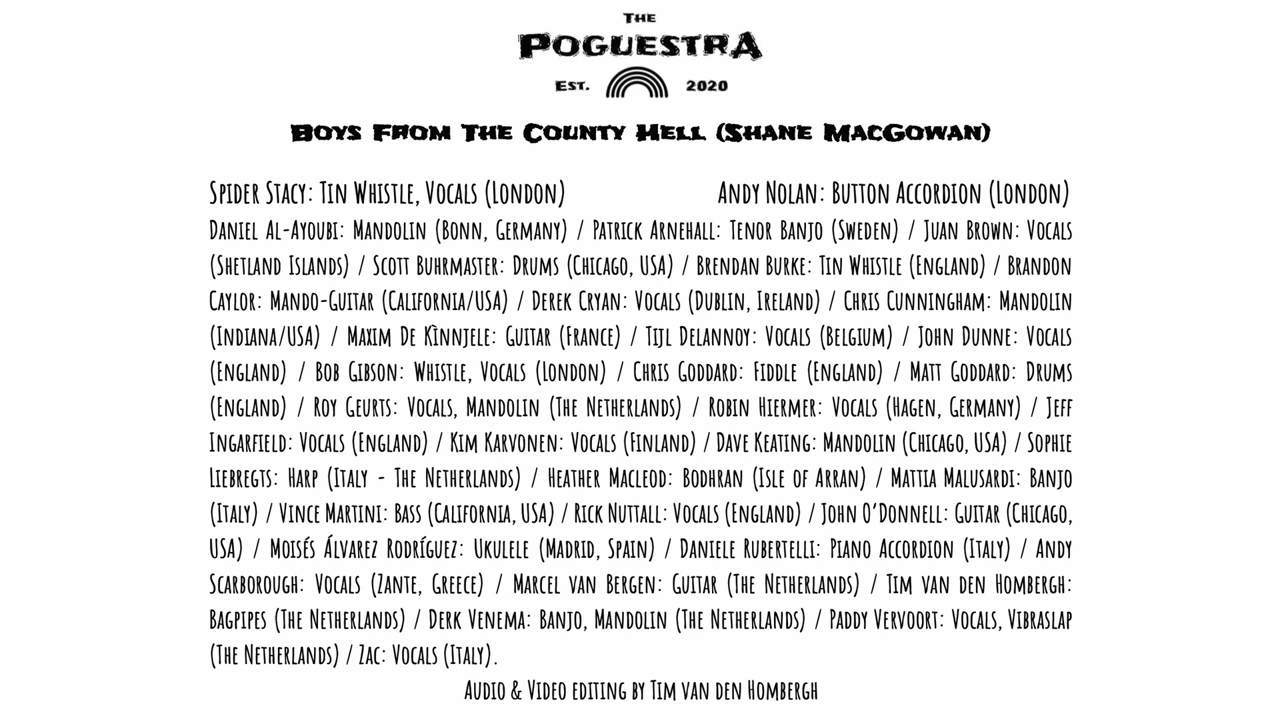 The
Poguestra
Est. 2020
Boys From The County Hell (Shane MacGowan)
Spider Stacy: Tin Whistle, Vocals (London) Andy Nolan: Button Accordion (London)
Daniel Al-Ayoubi: Mandolin (Bonn, Germany) / Patrick Arnehall: Tenor Banjo (Sweden) / Juan Brown: Vocals
(Shetland Islands) / Scott Buhrmaster: Drums (Chicago, USA) / Brendan Burke: Tin Whistle (England) / Brandon
Caylor: Mando-Guitar (California/USA) / Derek Cryan: Vocals (Dublin, Ireland) / Chris Cunningham: Mandolin
(Indiana/USA) / Maxim De Kìnnjele: Guitar (France) / Tijl Delannoy: Vocals (Belgium) / John Dunne: Vocals
(England) / Bob Gibson: Whistle, Vocals (London) / Chris Goddard: Fiddle (England) / Matt Goddard: Drums
(England) / Roy Geurts: Vocals, Mandolin (The Netherlands) / Robin Hiermer: Vocals (Hagen, Germany) / Jeff
Ingarfield: Vocals (England) / Kim Karvonen: Vocals (Finland) / Dave Keating: Mandolin (Chicago, USA) / Sophie
Liebregts: Harp (Italy - The Netherlands) / Heather Macleod: Bodhran (Isle of Arran) / Mattia Malusardi: Banjo
(Italy) / Vince Martini: Bass (California, USA) / Rick Nuttall: Vocals (England) / John O'Donnell: Guitar (Chicago,
USA) / Moisés Álvarez Rodríguez: Ukulele (Madrid, Spain) / Daniele Rubertelli: Piano Accordion (Italy) / Andy
Scarborough: Vocals (Zante, Greece) / Marcel van Bergen: Guitar (The Netherlands) / Tim van den Hombergh:
Bagpipes (The Netherlands) / Derk Venema: Banjo, Mandolin (The Netherlands) / Paddy Vervoort: Vocals, Vibraslap
(The Netherlands) / Zac: Vocals (Italy).
Audio & Video editing by Tim van den Hombergh